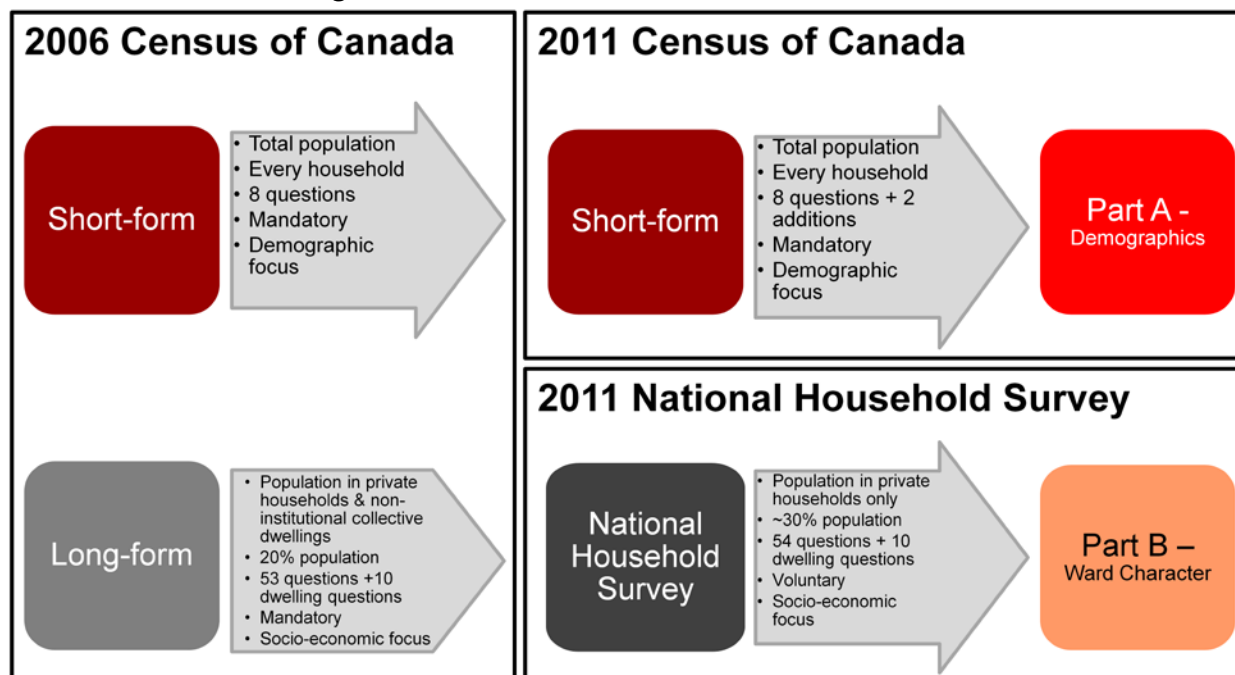 2006 Census of Canada
Short-form
• Total population
• Every household
• 8 questions
• Mandatory
• Demographic
focus
Long-form
• Population in private
households & non-
institutional collective
dwellings
• 20% population
• 53 questions +10
dwelling questions
• Mandatory
• Socio-economic focus
2011 Census of Canada
Short-form
• Total population
• Every household
• 8 questions + 2
additions
• Mandatory
• Demographic
focus
Part A -
Demographics
2011 National Household Survey
National
Household
Survey
• Population in private
households only
• ~30% population
• 54 questions + 10
dwelling questions
• Voluntary
• Socio-economic
focus
Part B –
Ward Character